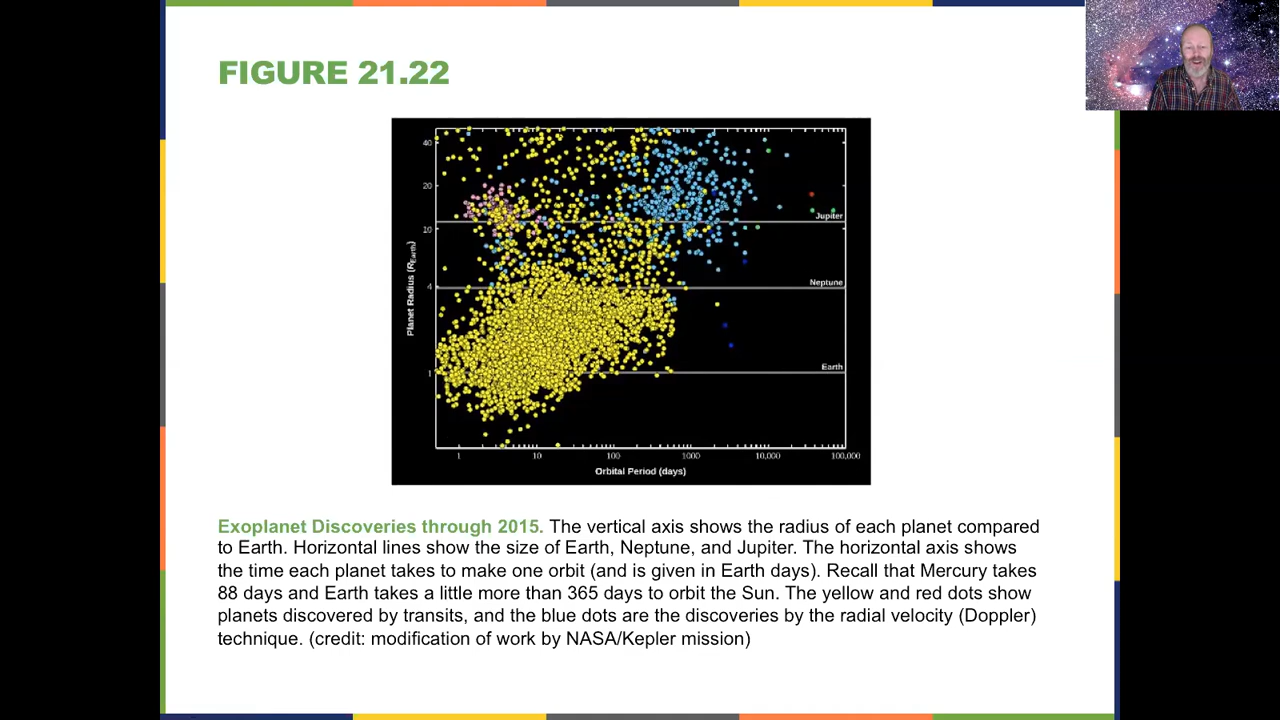 FIGURE 21.22
40
20
Jupiter
10
Neptune
4
Earth
1
Planet Radius (REarth)
1 10 100 1000 10,000 100,000
Orbital Period (days)
Exoplanet Discoveries through 2015. The vertical axis shows the radius of each planet compared
to Earth. Horizontal lines show the size of Earth, Neptune, and Jupiter. The horizontal axis shows
the time each planet takes to make one orbit (and is given in Earth days). Recall that Mercury takes
88 days and Earth takes a little more than 365 days to orbit the Sun. The yellow and red dots show
planets discovered by transits, and the blue dots are the discoveries by the radial velocity (Doppler)
technique. (credit: modification of work by NASA/Kepler mission)